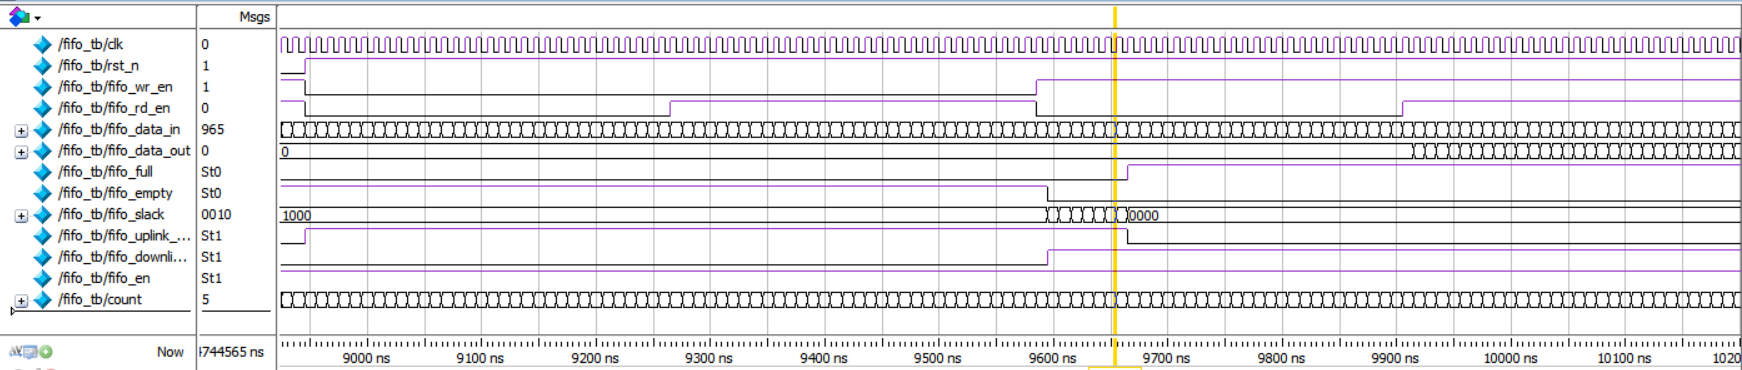 Msgs
/fifo_tb/clk 0
/fifo_tb/rst_n 1
/fifo_tb/fifo_wr_en 1
/fifo_tb/fifo_rd_en 0
/fifo_tb/fifo_data_in 965
/fifo_tb/fifo_data_out 0 0
/fifo_tb/fifo_full St0
/fifo_tb/fifo_empty St0
/fifo_tb/fifo_slack 0010 1000 0000
/fifo_tb/fifo_uplink_... St1
/fifo_tb/fifo_downli... St1
/fifo_tb/fifo_en St1
/fifo_tb/count 5
Now 744565 ns 9000 ns 9100 ns 9200 ns 9300 ns 9400 ns 9500 ns 9600 ns 9700 ns 9800 ns 9900 ns 10000 ns 10100 ns 1020